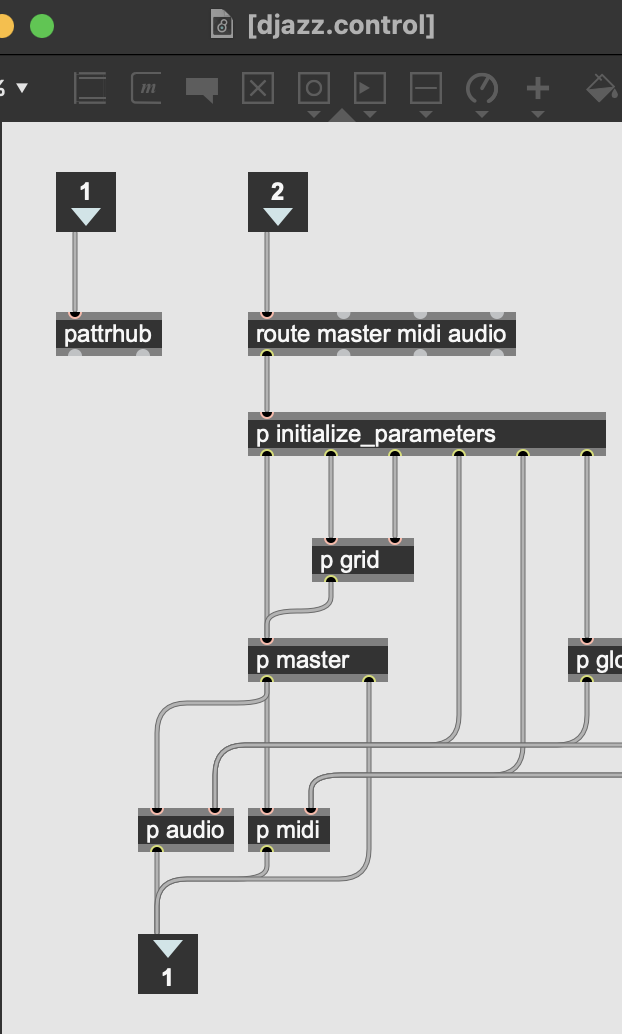 [djazz.control]
m
1
2
pattrhub
route master midi audio
p initialize_parameters
p grid
p master
p glo
p audio
p midi
1